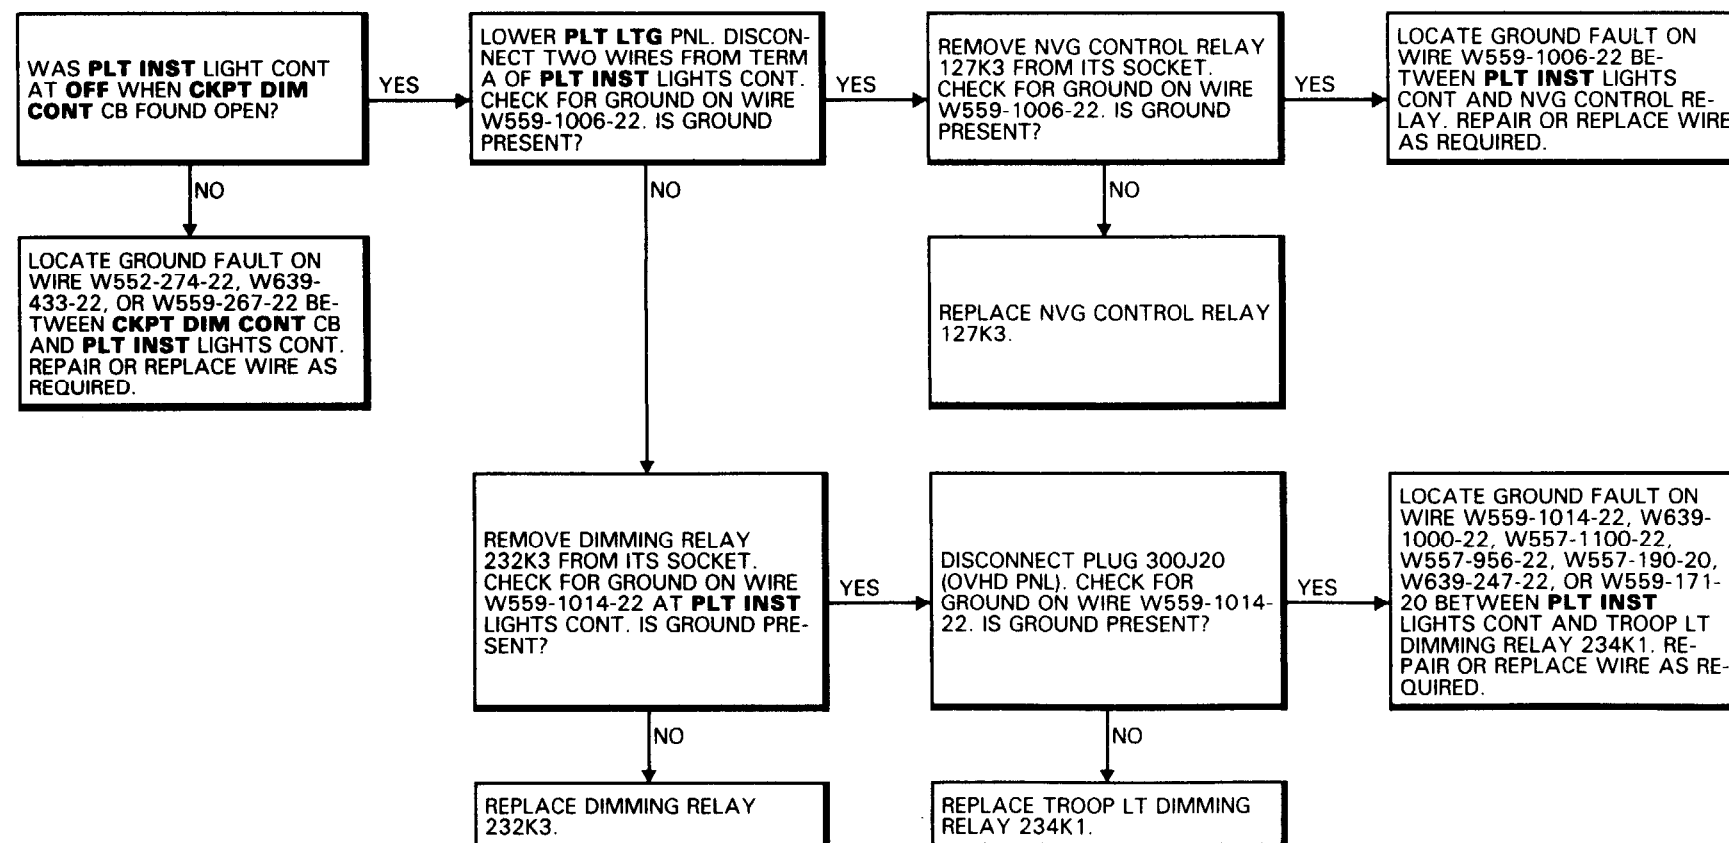 WAS PLT INST LIGHT CONT
AT OFF WHEN CKPT DIM
CONT CB FOUND OPEN?
YES
LOWER PLT LTG PNL. DISCON-
NECT TWO WIRES FROM TERM
A OF PLT INST LIGHTS CONT.
CHECK FOR GROUND ON WIRE
W559-1006-22. IS GROUND
PRESENT?
YES
REMOVE NVG CONTROL RELAY
127K3 FROM ITS SOCKET.
CHECK FOR GROUND ON WIRE
W559-1006-22. IS GROUND
PRESENT?
YES
LOCATE GROUND FAULT ON
WIRE W559-1006-22 BE-
TWEEN PLT INST LIGHTS
CONT AND NVG CONTROL RE-
LAY. REPAIR OR REPLACE WIRE
AS REQUIRED.
NO
NO
NO
LOCATE GROUND FAULT ON
WIRE W552-274-22, W639-
433-22, OR W559-267-22 BE-
TWEEN CKPT DIM CONT CB
AND PLT INST LIGHTS CONT.
REPAIR OR REPLACE WIRE AS
REQUIRED.
REPLACE NVG CONTROL RELAY
127K3.
REMOVE DIMMING RELAY
232K3 FROM ITS SOCKET.
CHECK FOR GROUND ON WIRE
W559-1014-22 AT PLT INST
LIGHTS CONT. IS GROUND PRE-
SENT?
YES
DISCONNECT PLUG 300J20
(OVHD PNL). CHECK FOR
GROUND ON WIRE W559-1014-
22. IS GROUND PRESENT?
YES
LOCATE GROUND FAULT ON
WIRE W559-1014-22, W639-
1000-22, W557-1100-22,
W557-956-22, W557-190-20,
W639-247-22, OR W559-171-
20 BETWEEN PLT INST
LIGHTS CONT AND TROOP LT
DIMMING RELAY 234K1. RE-
PAIR OR REPLACE WIRE AS RE-
QUIRED.
NO
NO
REPLACE DIMMING RELAY
232K3.
REPLACE TROOP LT DIMMING
RELAY 234K1.